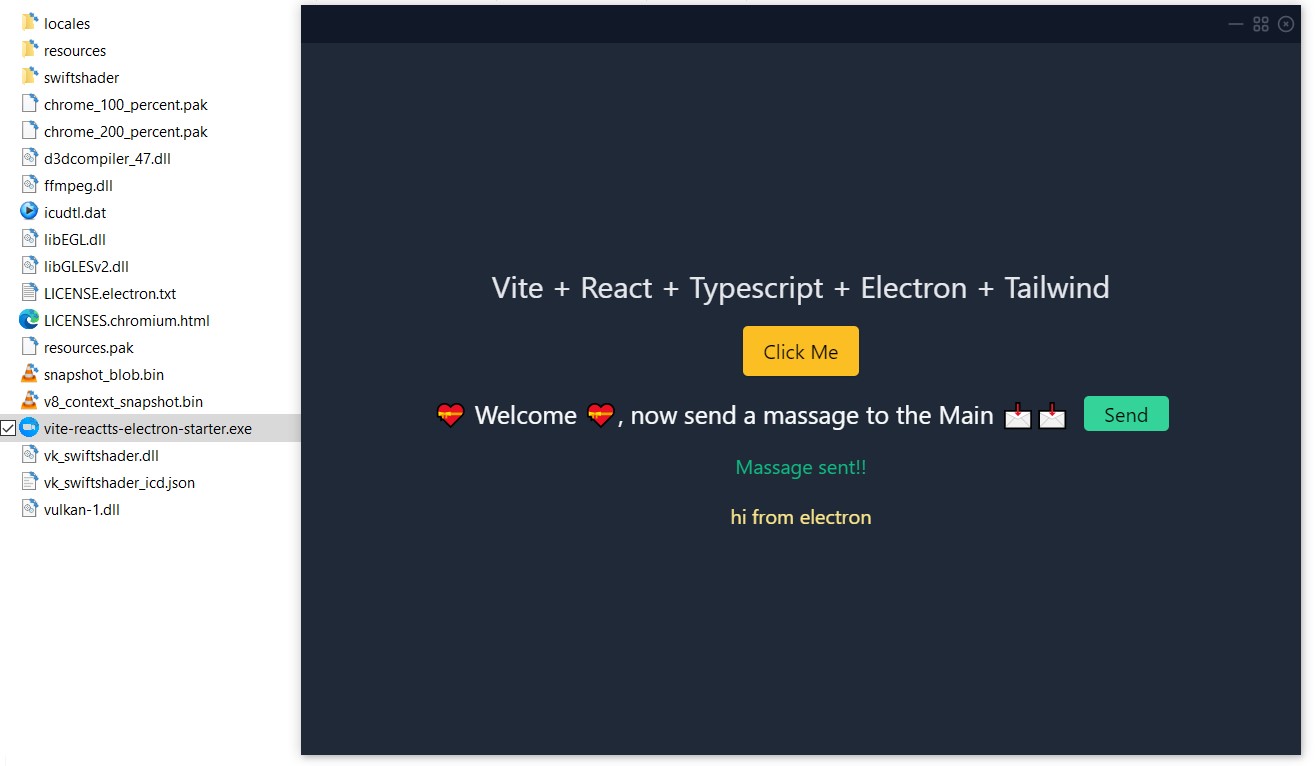 locales
resources
swiftshader
chrome_100_percent.pak
chrome_200_percent.pak
d3dcompiler_47.dll
ffmpeg.dll
icudtl.dat
libEGL.dll
libGLESv2.dll
LICENSE.electron.txt
LICENSES.chromium.html
resources.pak
snapshot_blob.bin
v8_context_snapshot.bin
vite-reactts-electron-starter.exe
vk_swiftshader.dll
vk_swiftshader_icd.json
vulkan-1.dll
Vite + React + Typescript + Electron + Tailwind
Click Me
💝 Welcome 💝, now send a massage to the Main 📩📩 Send
Massage sent!!
hi from electron